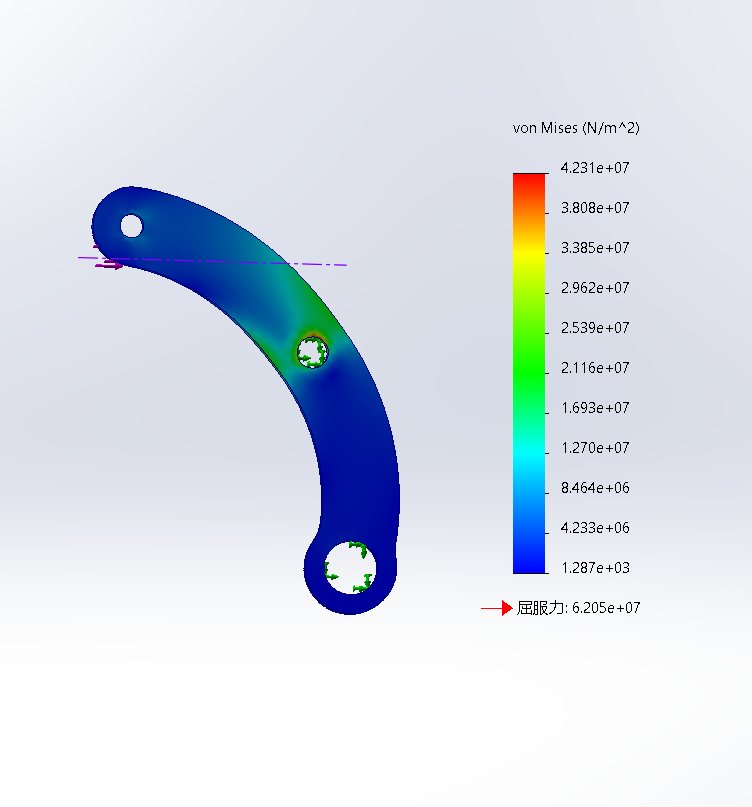 von Mises (N/m^2)
4.231e+07
3.808e+07
3.385e+07
2.962e+07
2.539e+07
2.116e+07
1.693e+07
1.270e+07
8.464e+06
4.233e+06
1.287e+03
屈服力: 6.205e+07